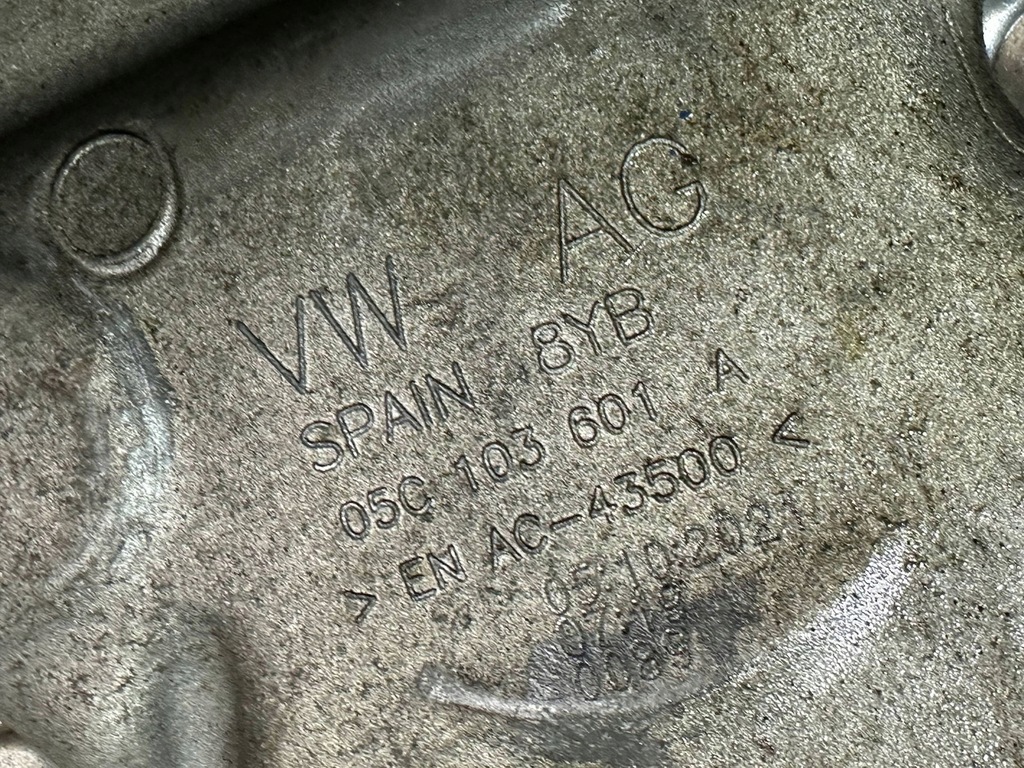 VW AG
SPAIN 8YB
05C 103 601 A
> EN AC-43500 <
05.10.2021